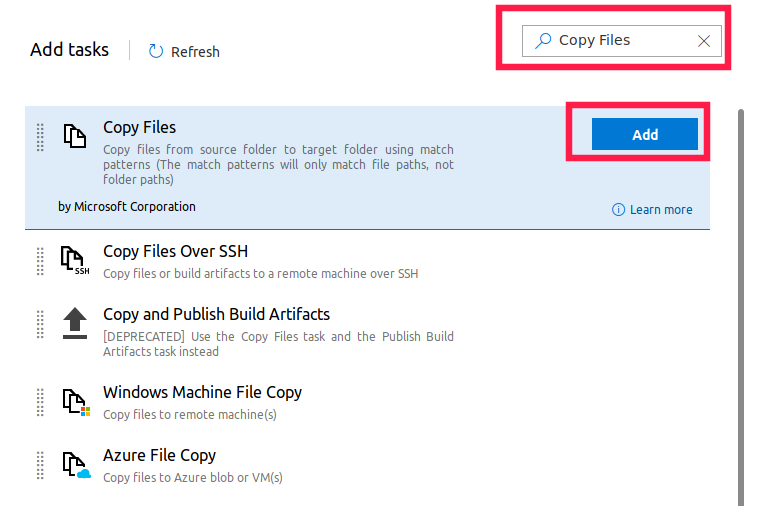 Add tasks
Refresh
Copy Files
Copy Files
Add
Copy files from source folder to target folder using match
patterns (The match patterns will only match file paths, not
folder paths)
by Microsoft Corporation
Learn more
Copy Files Over SSH
SSH
Copy files or build artifacts to a remote machine over SSH
Copy and Publish Build Artifacts
[DEPRECATED] Use the Copy Files task and the Publish Build
Artifacts task instead
Windows Machine File Copy
Copy files to remote machine(s)
Azure File Copy
Copy files to Azure blob or VM(s)